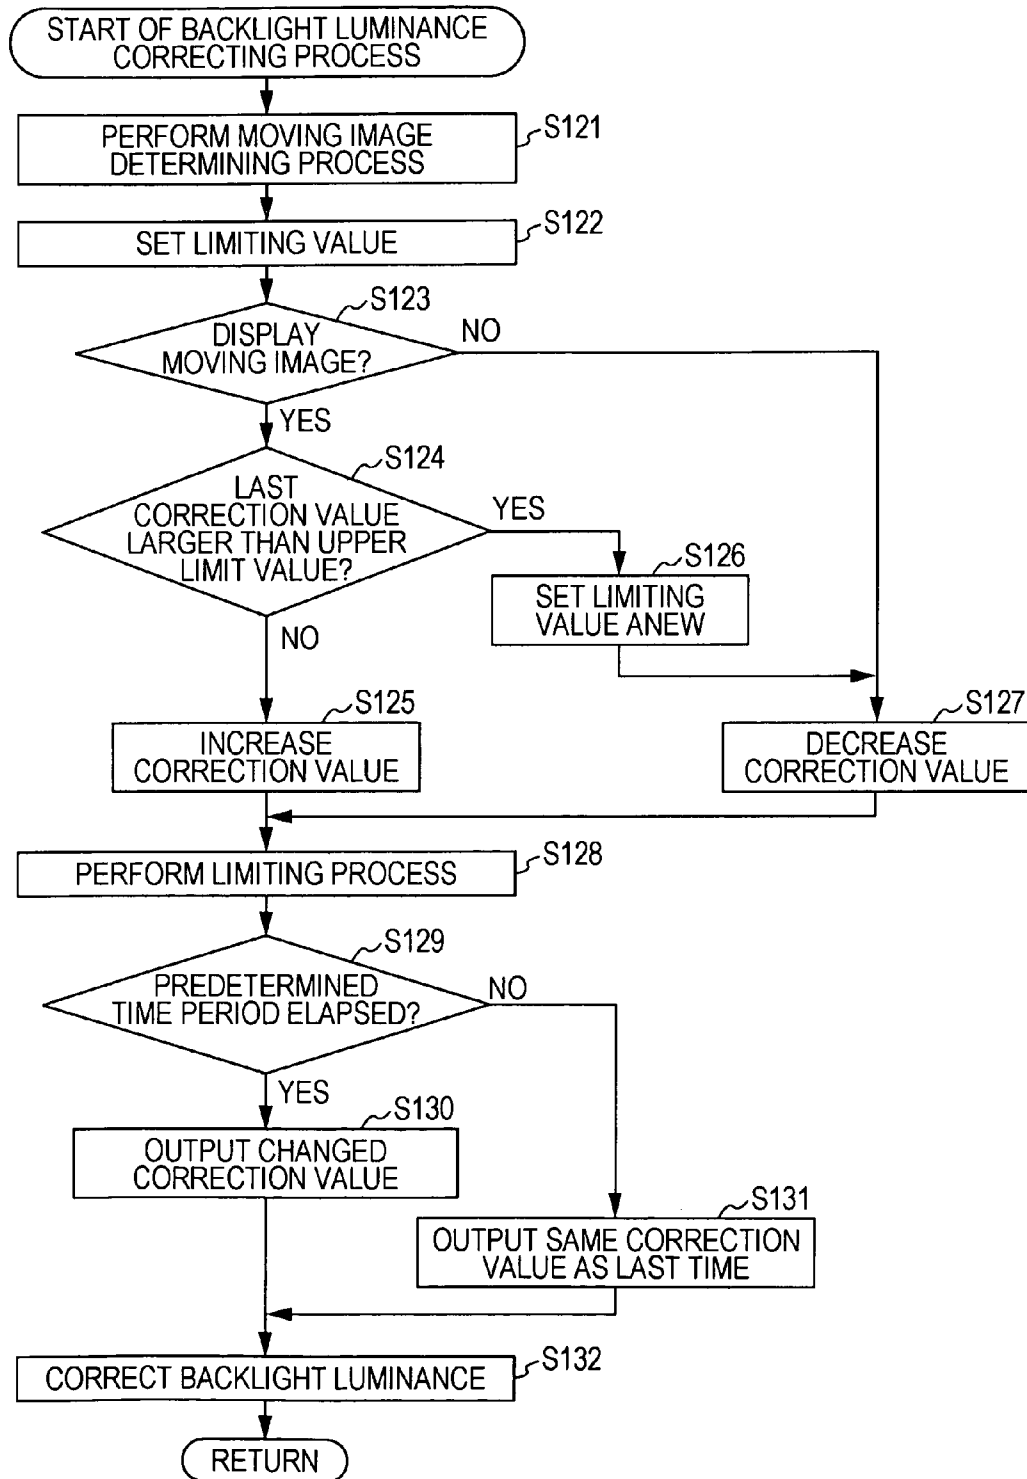 START OF BACKLIGHT LUMINANCE
CORRECTING PROCESS
S121
PERFORM MOVING IMAGE
DETERMINING PROCESS
S122
SET LIMITING VALUE
S123
DISPLAY
MOVING IMAGE?
NO
YES
S124
LAST
CORRECTION VALUE
LARGER THAN UPPER
LIMIT VALUE?
YES
S126
SET LIMITING
VALUE ANEW
NO
S125
INCREASE
CORRECTION VALUE
S127
DECREASE
CORRECTION VALUE
S128
PERFORM LIMITING PROCESS
S129
PREDETERMINED
TIME PERIOD ELAPSED?
NO
YES
S130
OUTPUT CHANGED
CORRECTION VALUE
S131
OUTPUT SAME CORRECTION
VALUE AS LAST TIME
S132
CORRECT BACKLIGHT LUMINANCE
RETURN